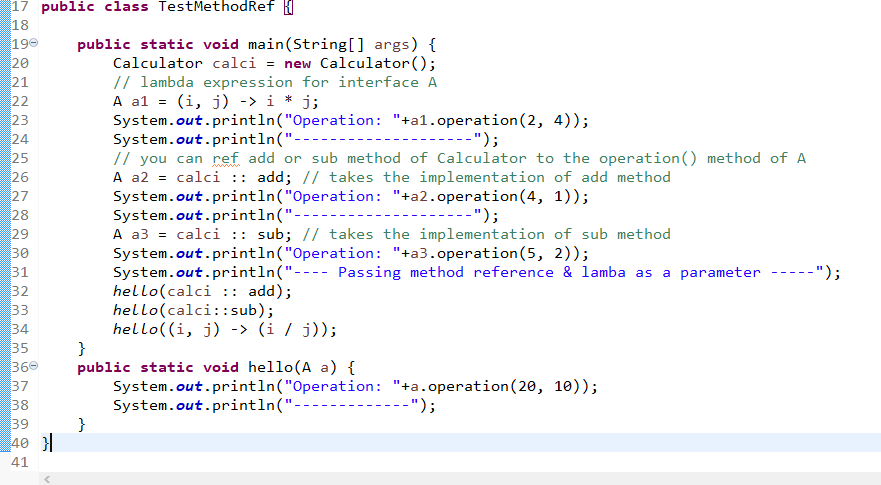 17 public class TestMethodRef {
18
19 public static void main(String[] args) {
20 Calculator calci = new Calculator();
21 // lambda expression for interface A
22 A a1 = (i, j) -> i * j;
23 System.out.println("Operation: "+a1.operation(2, 4));
24 System.out.println("--------------------");
25 // you can ref add or sub method of Calculator to the operation() method of A
26 A a2 = calci :: add; // takes the implementation of add method
27 System.out.println("Operation: "+a2.operation(4, 1));
28 System.out.println("--------------------");
29 A a3 = calci :: sub; // takes the implementation of sub method
30 System.out.println("Operation: "+a3.operation(5, 2));
31 System.out.println("---- Passing method reference & lamba as a parameter -----");
32 hello(calci :: add);
33 hello(calci::sub);
34 hello((i, j) -> (i / j));
35 }
36 public static void hello(A a) {
37 System.out.println("Operation: "+a.operation(20, 10));
38 System.out.println("-------------");
39 }
40 }
41